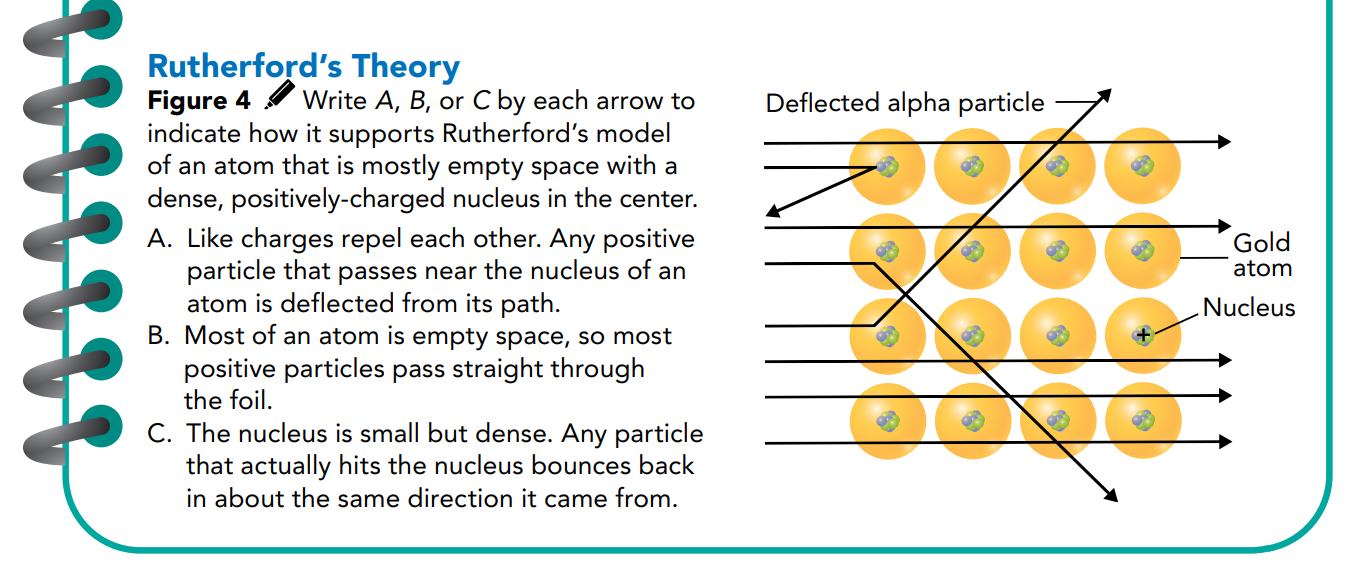 Rutherford's Theory
Figure 4 Write A, B, or C by each arrow to
indicate how it supports Rutherford's model
of an atom that is mostly empty space with a
dense, positively-charged nucleus in the center.
A. Like charges repel each other. Any positive
particle that passes near the nucleus of an
atom is deflected from its path.
B. Most of an atom is empty space, so most
positive particles pass straight through
the foil.
C. The nucleus is small but dense. Any particle
that actually hits the nucleus bounces back
in about the same direction it came from.
Deflected alpha particle
Gold
atom
Nucleus
+